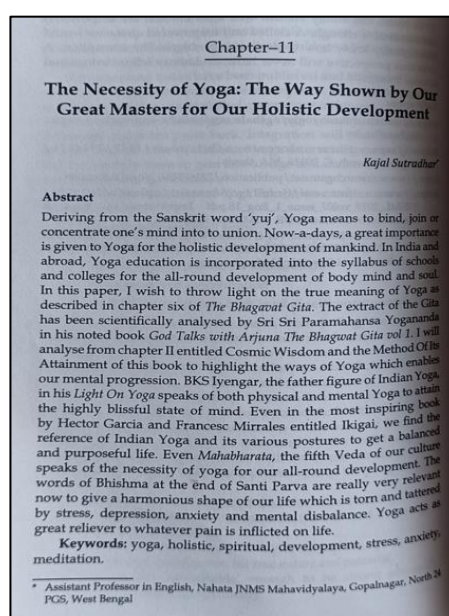 Chapter–11
The Necessity of Yoga: The Way Shown by Our
Great Masters for Our Holistic Development
Kajal Sutradhar*
Abstract
Deriving from the Sanskrit word 'yuj', Yoga means to bind, join or
concentrate one's mind into to union. Now-a-days, a great importance
is given to Yoga for the holistic development of mankind. In India and
abroad, Yoga education is incorporated into the syllabus of schools
and colleges for the all-round development of body mind and soul.
In this paper, I wish to throw light on the true meaning of Yoga as
described in chapter six of The Bhagavat Gita. The extract of the Gita
has been scientifically analysed by Sri Sri Paramahansa Yogananda
in his noted book God Talks with Arjuna The Bhagwat Gita vol 1. I will
analyse from chapter II entitled Cosmic Wisdom and the Method Of Its
Attainment of this book to highlight the ways of Yoga which enables
our mental progression. BKS Iyengar, the father figure of Indian Yoga,
in his Light On Yoga speaks of both physical and mental Yoga to attain
the highly blissful state of mind. Even in the most inspiring book
by Hector Garcia and Francesc Mirrales entitled Ikigai, we find the
reference of Indian Yoga and its various postures to get a balanced
and purposeful life. Even Mahabharata, the fifth Veda of our culture
speaks of the necessity of yoga for our all-round development. The
words of Bhishma at the end of Santi Parva are really very relevant
now to give a harmonious shape of our life which is torn and tattered
by stress, depression, anxiety and mental disbalance. Yoga acts as
great reliever to whatever pain is inflicted on life.
Keywords: yoga, holistic, spiritual, development, stress, anxiety,
meditation.
* Assistant Professor in English, Nahata JNMS Mahavidyalaya, Gopalnagar, North 24
PGS, West Bengal